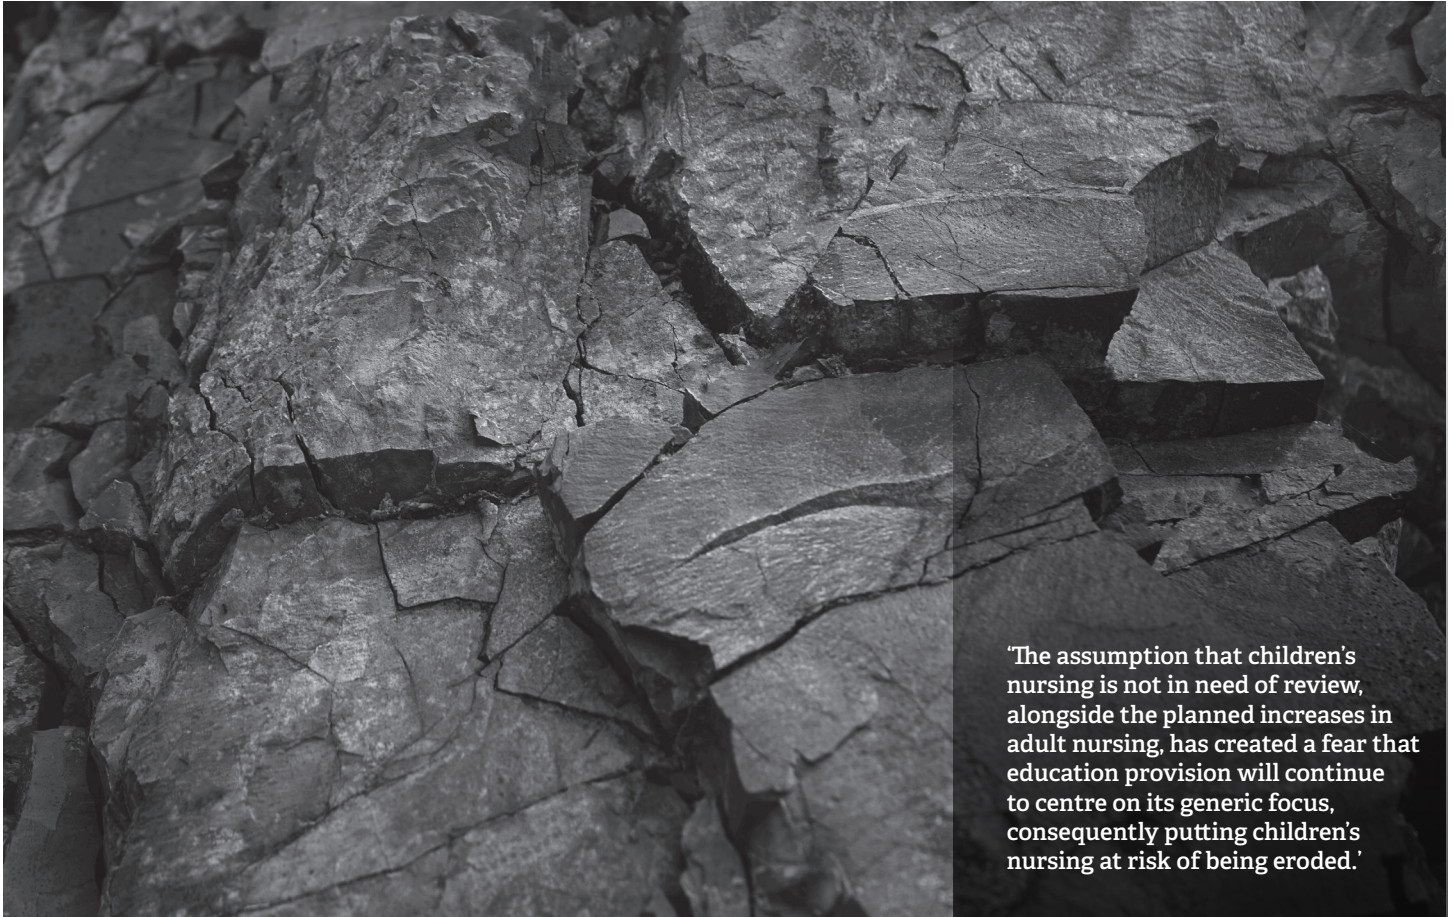 ‘The assumption that children’s
nursing is not in need of review,
alongside the planned increases in
adult nursing, has created a fear that
education provision will continue
to centre on its generic focus,
consequently putting children’s
nursing at risk of being eroded.’